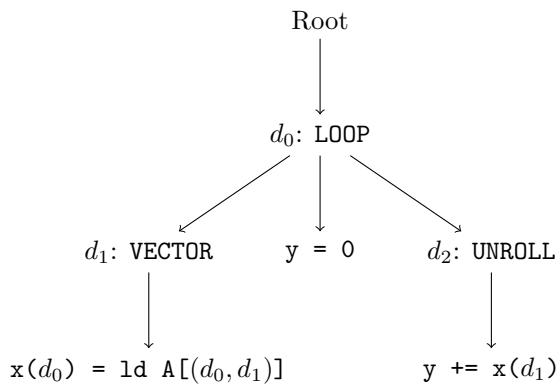 Root
d₀: LOOP
d₁: VECTOR
y = 0
d₂: UNROLL
x(d₀) = ld A[(d₀, d₁)]
y += x(d₁)